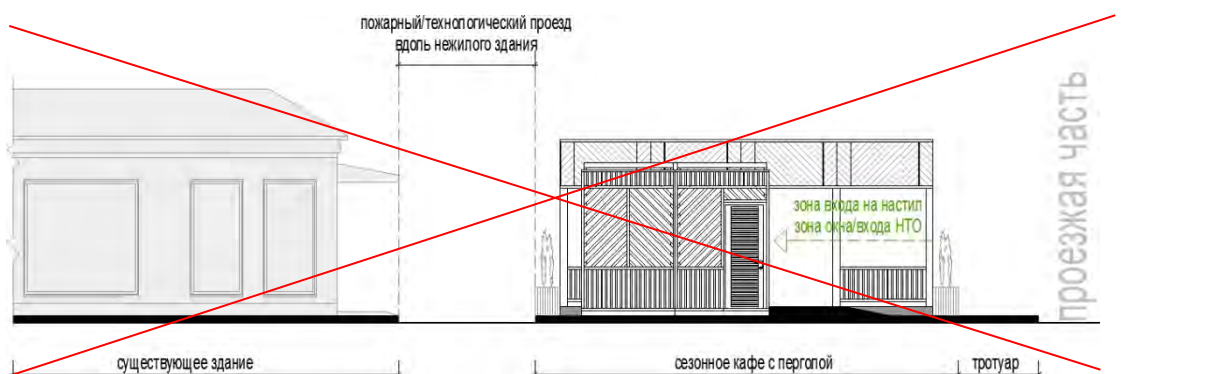 пожарный/технологический проезд
вдоль нежилого здания
зона входа на настил
зона окна/входа НТО
проезжая часть
существующее здание
сезонное кафе с перголой
тротуар